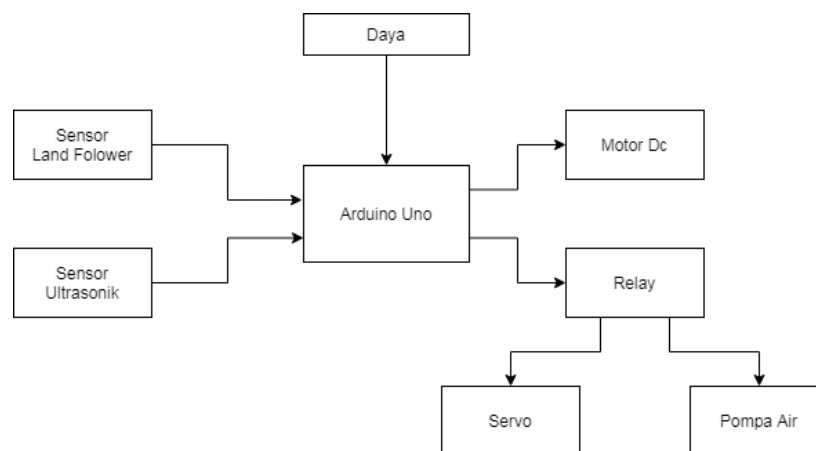 Daya
Sensor
Land Folower
Motor Dc
Arduino Uno
Sensor
Ultrasonik
Relay
Servo
Pompa Air